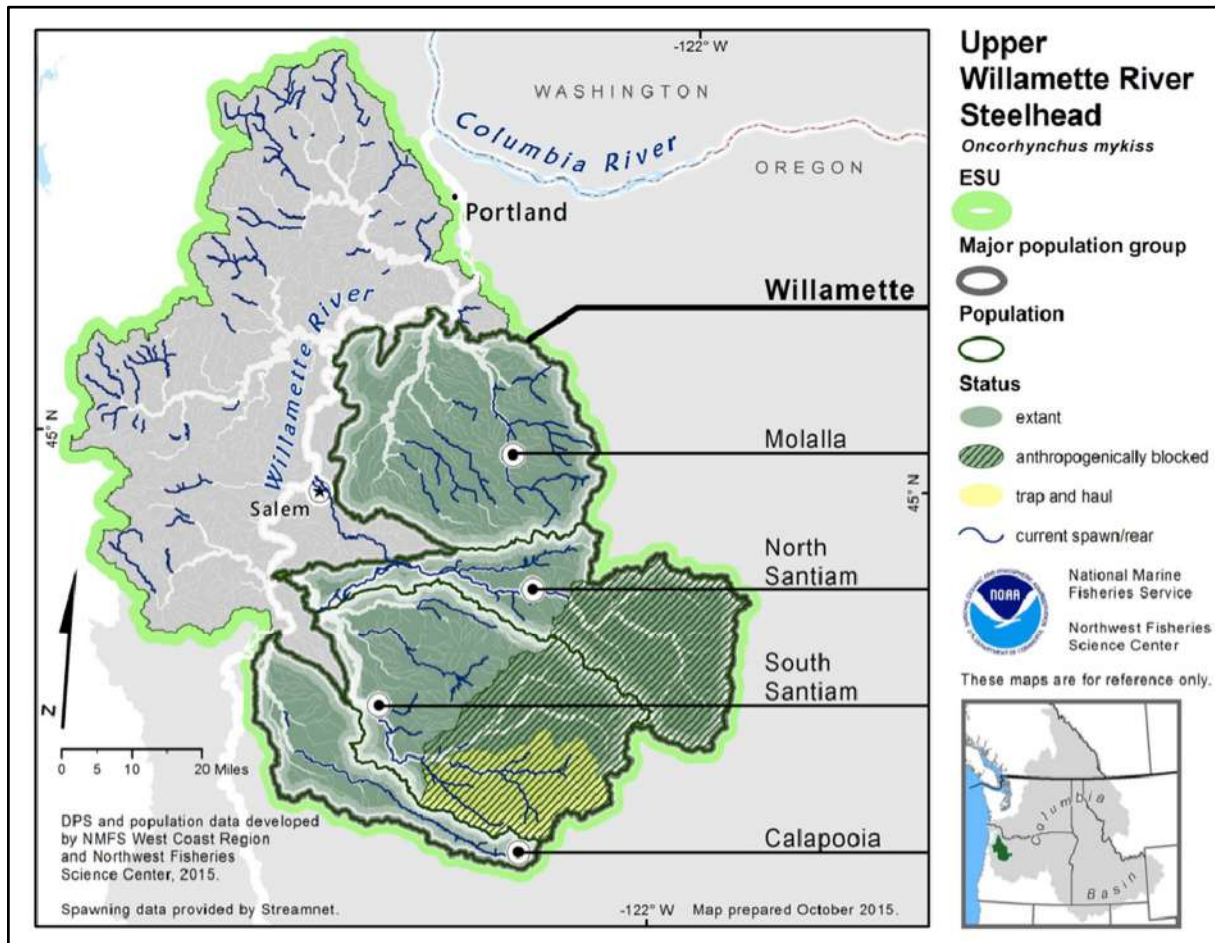 -122° W
WASHINGTON
Columbia River
OREGON
Portland
Willamette
Willamette River
45° N
Molalla
Salem
45° N
North
Santiam
South
Santiam
Z
0 5 10 20 Miles
Calapooia
DPS and population data developed
by NMFS West Coast Region
and Northwest Fisheries
Science Center, 2015.
Spawning data provided by Streamnet.
-122° W
Map prepared October 2015.
Upper
Willamette River
Steelhead
Oncorhynchus mykiss
ESU
Major population group
Population
Status
extant
anthropogenically blocked
trap and haul
current spawn/rear
NOAA
National Marine
Fisheries Service
Northwest Fisheries
Science Center
These maps are for reference only.
Columbia
Basin